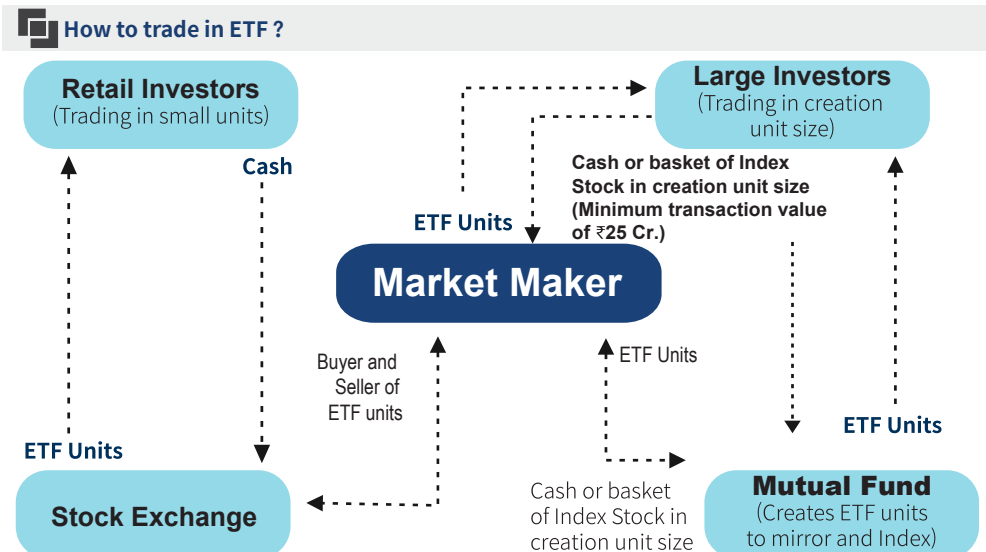 How to trade in ETF ?
Retail Investors
(Trading in small units)
Large Investors
(Trading in creation
unit size)
Cash
Cash or basket of Index
Stock in creation unit size
(Minimum transaction value
of ₹25 Cr.)
ETF Units
Market Maker
Buyer and
Seller of
ETF units
ETF Units
ETF Units
ETF Units
Stock Exchange
Cash or basket
of Index Stock in
creation unit size
Mutual Fund
(Creates ETF units
to mirror and Index)